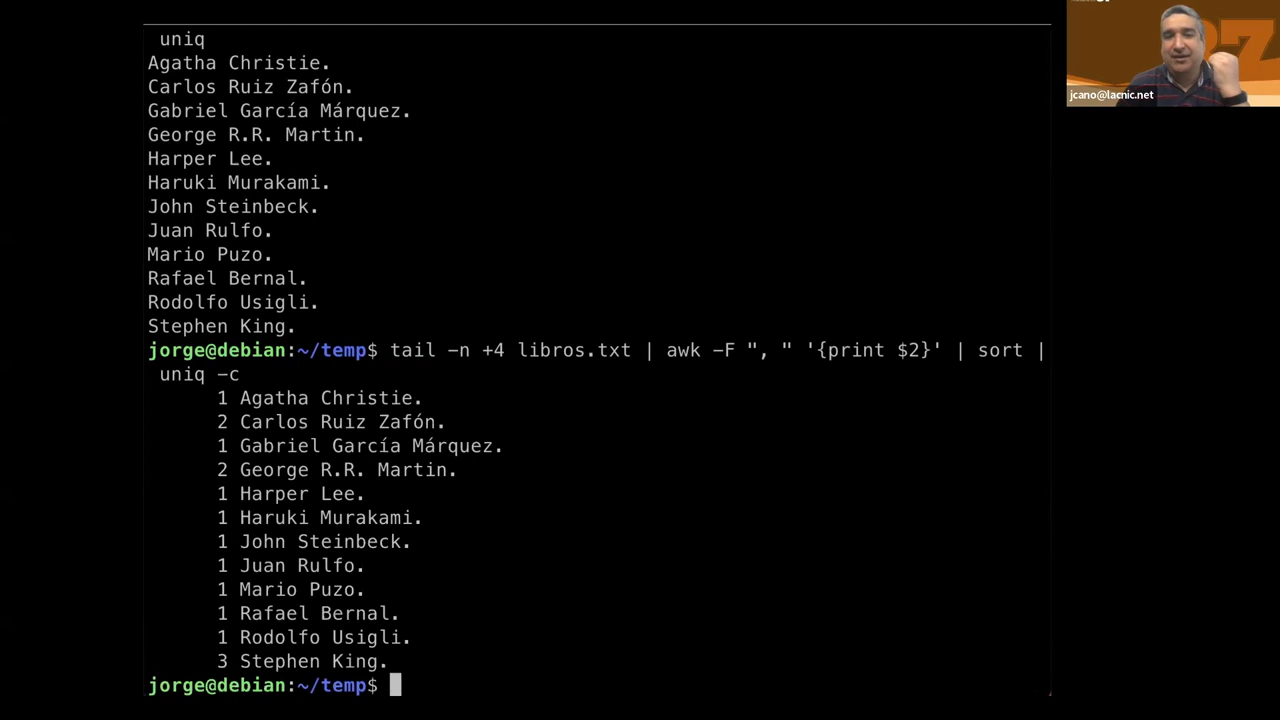 uniq
Agatha Christie.
Carlos Ruiz Zafón.
Gabriel García Márquez.
George R.R. Martin.
Harper Lee.
Haruki Murakami.
John Steinbeck.
Juan Rulfo.
Mario Puzo.
Rafael Bernal.
Rodolfo Usigli.
Stephen King.
jorge@debian:~/temp$ tail -n +4 libros.txt | awk -F ", " '{print $2}' | sort |
uniq -c
1 Agatha Christie.
2 Carlos Ruiz Zafón.
1 Gabriel García Márquez.
2 George R.R. Martin.
1 Harper Lee.
1 Haruki Murakami.
1 John Steinbeck.
1 Juan Rulfo.
1 Mario Puzo.
1 Rafael Bernal.
1 Rodolfo Usigli.
3 Stephen King.
jorge@debian:~/temp$
jcano@lacnic.net